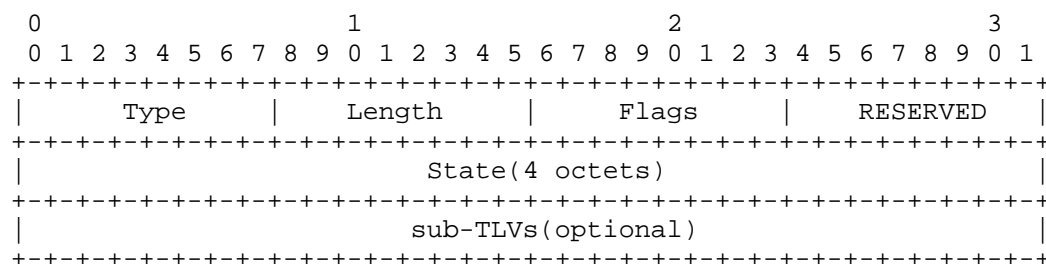 0                   1                   2                   3
 0 1 2 3 4 5 6 7 8 9 0 1 2 3 4 5 6 7 8 9 0 1 2 3 4 5 6 7 8 9 0 1
+-+-+-+-+-+-+-+-+-+-+-+-+-+-+-+-+-+-+-+-+-+-+-+-+-+-+-+-+-+-+-+-+
|      Type     |    Length     |     Flags     |    RESERVED   |
+-+-+-+-+-+-+-+-+-+-+-+-+-+-+-+-+-+-+-+-+-+-+-+-+-+-+-+-+-+-+-+-+
|                         State(4 octets)                       |
+-+-+-+-+-+-+-+-+-+-+-+-+-+-+-+-+-+-+-+-+-+-+-+-+-+-+-+-+-+-+-+-+
|                        sub-TLVs(optional)                     |
+-+-+-+-+-+-+-+-+-+-+-+-+-+-+-+-+-+-+-+-+-+-+-+-+-+-+-+-+-+-+-+-+